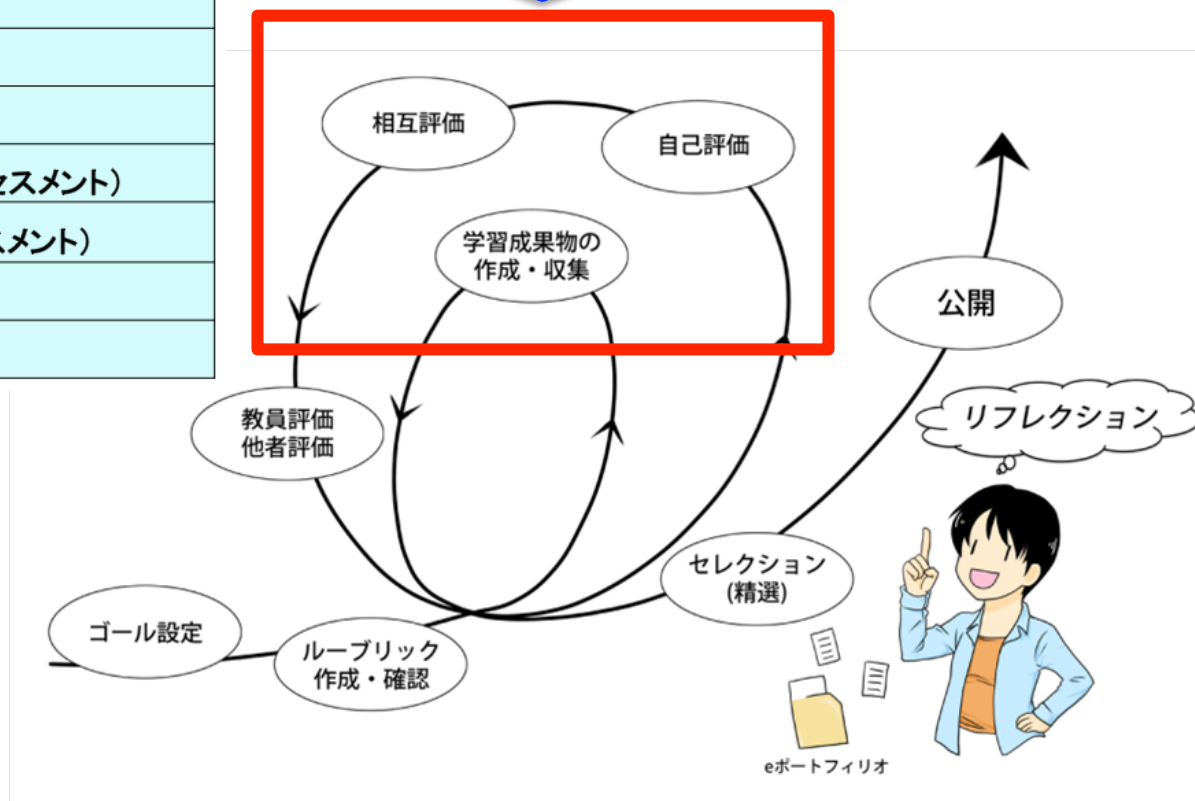 セスメント）
スメント）
相互評価
自己評価
学習成果物の
作成・収集
公開
教員評価
他者評価
リフレクション
セレクション
(精選)
ゴール設定
ルーブリック
作成・確認
eポートフィリオ